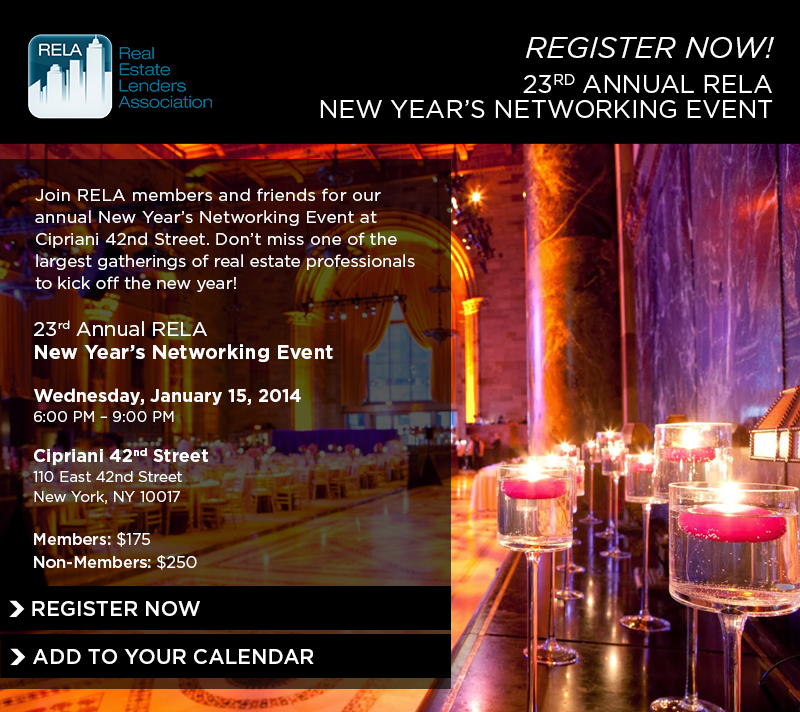 RELA
Real
Estate
Lenders
Association
REGISTER NOW!
23RD ANNUAL RELA
NEW YEAR’S NETWORKING EVENT
Join RELA members and friends for our
annual New Year’s Networking Event at
Cipriani 42nd Street. Don’t miss one of the
largest gatherings of real estate professionals
to kick off the new year!
23rd Annual RELA
New Year’s Networking Event
Wednesday, January 15, 2014
6:00 PM – 9:00 PM
Cipriani 42nd Street
110 East 42nd Street
New York, NY 10017
Members: $175
Non-Members: $250
REGISTER NOW
ADD TO YOUR CALENDAR